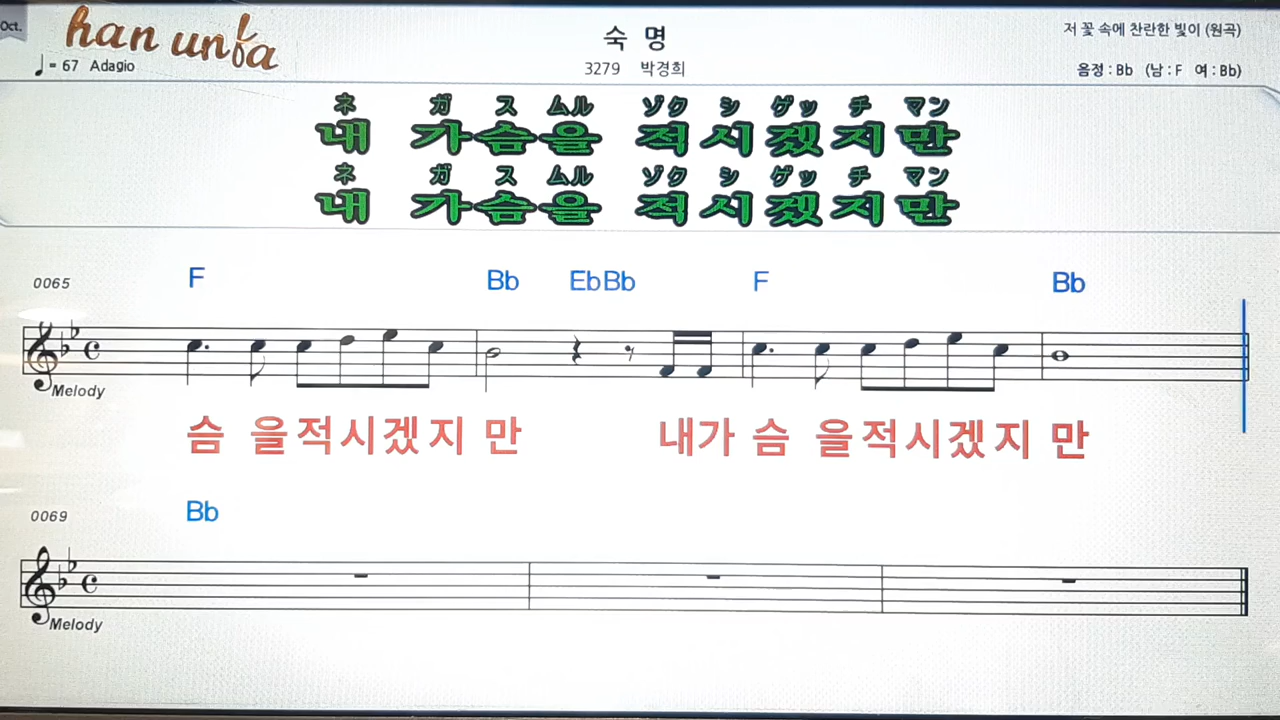 Oct.
han unfa
숙 명
저 꽃 속에 찬란한 빛이 (원곡)
= 67 Adagio
3279 박경희
음정 : Bb (남 : F 여 : Bb)
ネ ガ ス ムル ゾク シ ゲッ チ マン
내 가슴을 적시겠지만
ネ ガ ス ムル ゾク シ ゲッ チ マン
내 가슴을 적시겠지만
0065 F Bb Eb Bb F Bb
Melody
슴 을적시겠지 만 내가 슴 을적시겠지 만
0069 Bb
Melody